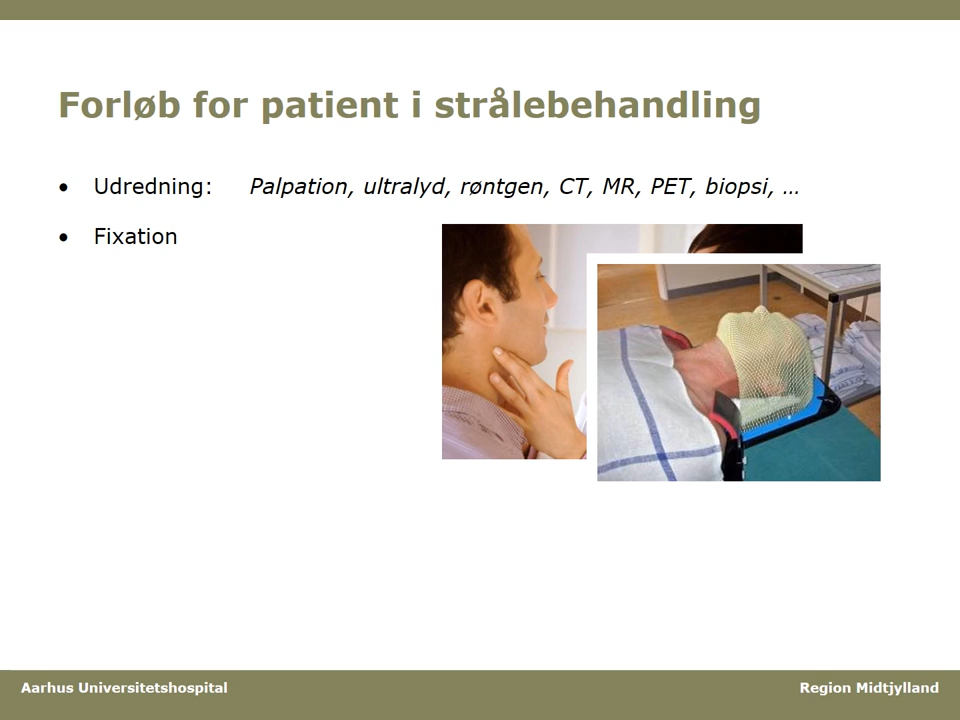 Forløb for patient i strålebehandling
• Udredning: Palpation, ultralyd, røntgen, CT, MR, PET, biopsi, …
• Fixation
Aarhus Universitetshospital
Region Midtjylland